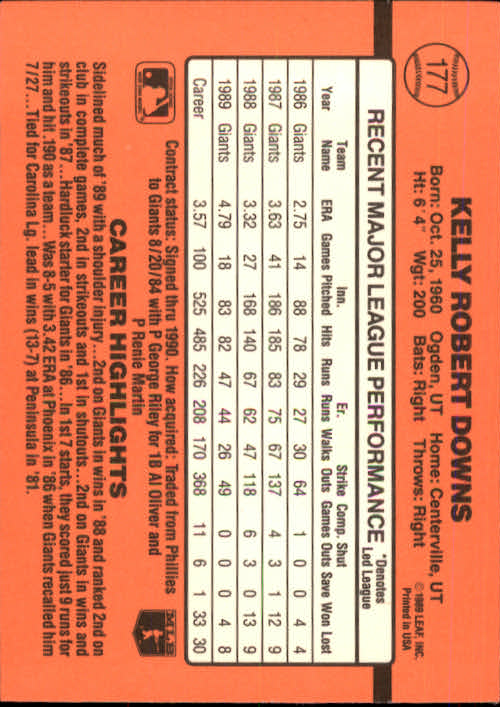 177
KELLY ROBERT DOWNS
Born: Oct. 25, 1960 Ogden, UT Home: Centerville, UT
Ht: 6'4" Wgt: 200 Bats: Right Throws: Right
© 1989 LEAF, INC.
Printed in USA
RECENT MAJOR LEAGUE PERFORMANCE
*Denotes
Led League
Team Inn. Er. Strike Comp. Shut
Year Name ERA Games Pitched Hits Runs Runs Walks Outs Games Outs Save Won Lost
1986 Giants 2.75 14 88 78 29 27 30 64 1 0 0 4 4
1987 Giants 3.63 41 186 185 83 75 67 137 4 3 1 12 9
1988 Giants 3.32 27 168 140 67 62 47 118 6 3 0 13 9
1989 Giants 4.79 18 83 82 47 44 26 49 0 0 0 4 8
Career 3.57 100 525 485 226 208 170 368 11 6 1 33 30
Contract status: Signed thru 1990. How acquired: Traded from Phillies
to Giants 8/20/84 with P George Riley for 1B Al Oliver and
P Renie Martin
MLB
CAREER HIGHLIGHTS
Sidelined much of '89 with a shoulder injury...2nd on Giants in wins in '88 and ranked 2nd on
club in complete games, 2nd in strikeouts and 1st in shutouts...2nd on Giants in wins and
strikeouts in '87...Hardluck starter for Giants in '86...In 1st 7 starts, they scored just 9 runs for
him and hit .190 as a team...Was 8-5 with 3.42 ERA at Phoenix in '86 when Giants recalled him
7/27...Tied for Carolina Lg. lead in wins (13-7) at Peninsula in '81.